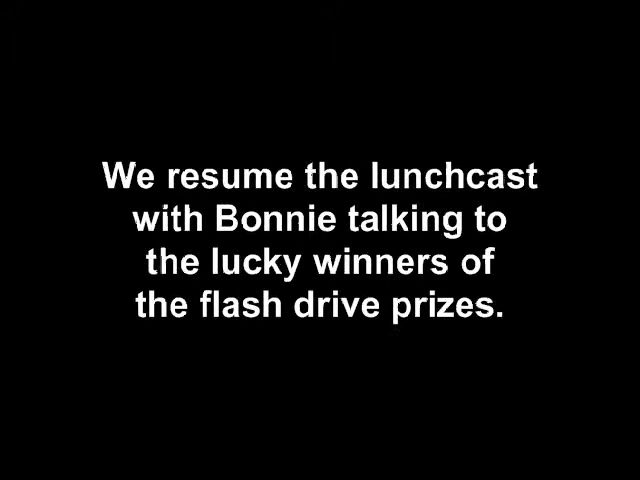 We resume the lunchcast
with Bonnie talking to
the lucky winners of
the flash drive prizes.